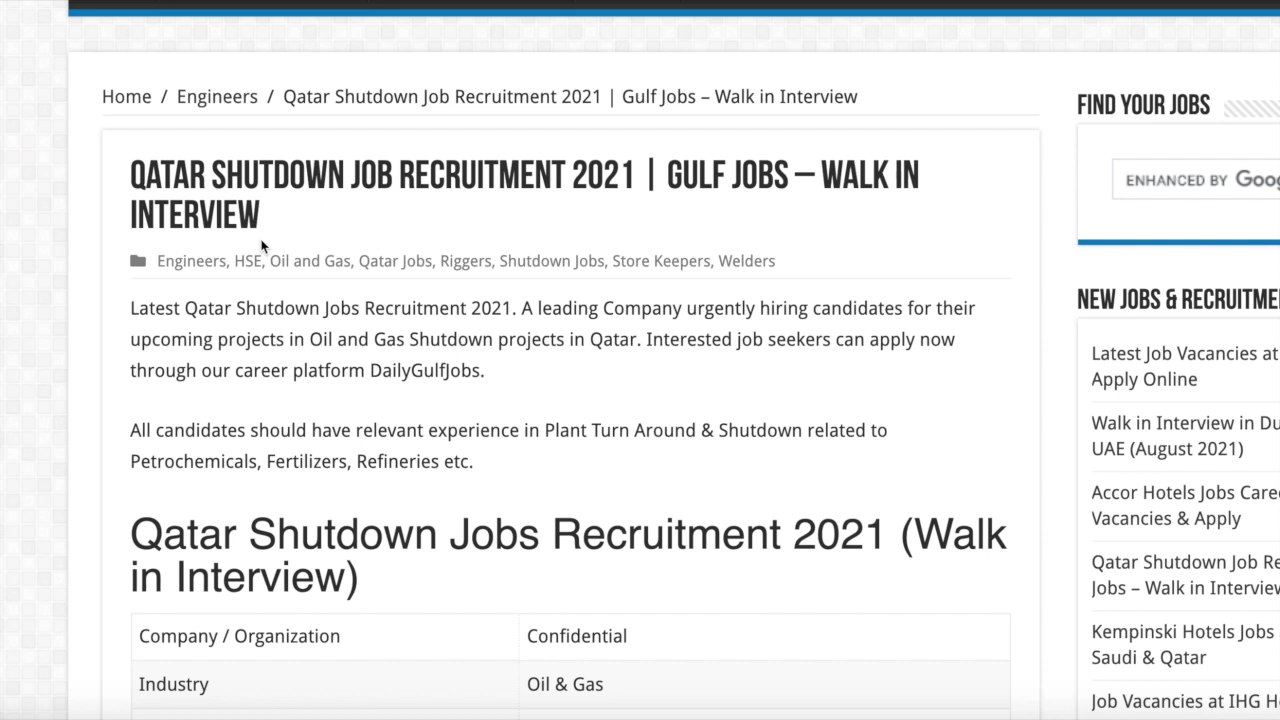 Home / Engineers / Qatar Shutdown Job Recruitment 2021 | Gulf Jobs – Walk in Interview
QATAR SHUTDOWN JOB RECRUITMENT 2021 | GULF JOBS – WALK IN
INTERVIEW
Engineers, HSE, Oil and Gas, Qatar Jobs, Riggers, Shutdown Jobs, Store Keepers, Welders
Latest Qatar Shutdown Jobs Recruitment 2021. A leading Company urgently hiring candidates for their
upcoming projects in Oil and Gas Shutdown projects in Qatar. Interested job seekers can apply now
through our career platform DailyGulfJobs.
All candidates should have relevant experience in Plant Turn Around & Shutdown related to
Petrochemicals, Fertilizers, Refineries etc.
Qatar Shutdown Jobs Recruitment 2021 (Walk
in Interview)
Company / Organization Confidential
Industry Oil & Gas
FIND YOUR JOBS
ENHANCED BY
NEW JOBS &
Latest Job Vacancies at
Apply Online
Walk in Interview in
UAE (August 2021)
Accor Hotels Jobs
Vacancies & Apply
Qatar Shutdown Job
Jobs – Walk in
Kempinski Hotels Jobs
Saudi & Qatar
Job Vacancies at IHG